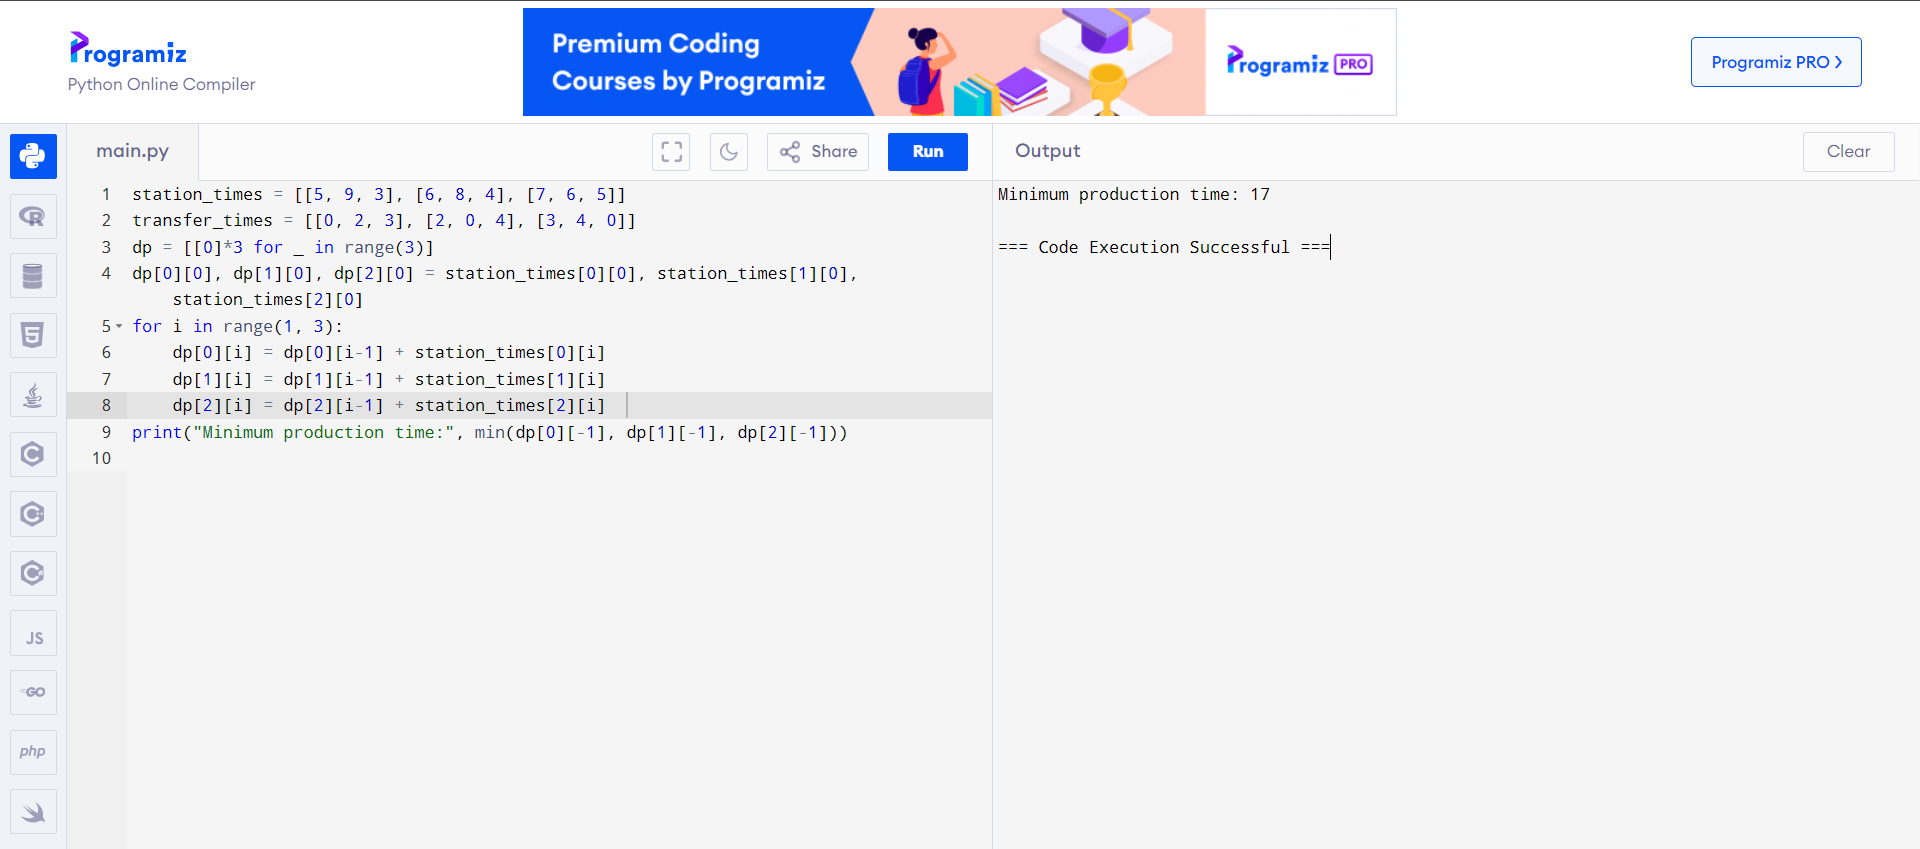 Programiz
Python Online Compiler
Premium Coding
Courses by Programiz
Programiz PRO
Programiz PRO ›
main.py
Share
Run
Output
Clear
1 station_times = [[5, 9, 3], [6, 8, 4], [7, 6, 5]]
2 transfer_times = [[0, 2, 3], [2, 0, 4], [3, 4, 0]]
3 dp = [[0]*3 for _ in range(3)]
4 dp[0][0], dp[1][0], dp[2][0] = station_times[0][0], station_times[1][0],
station_times[2][0]
5 for i in range(1, 3):
6 dp[0][i] = dp[0][i-1] + station_times[0][i]
7 dp[1][i] = dp[1][i-1] + station_times[1][i]
8 dp[2][i] = dp[2][i-1] + station_times[2][i]
9 print("Minimum production time:", min(dp[0][-1], dp[1][-1], dp[2][-1]))
10
Minimum production time: 17
=== Code Execution Successful ===
R
5
C
C
C
JS
GO
php